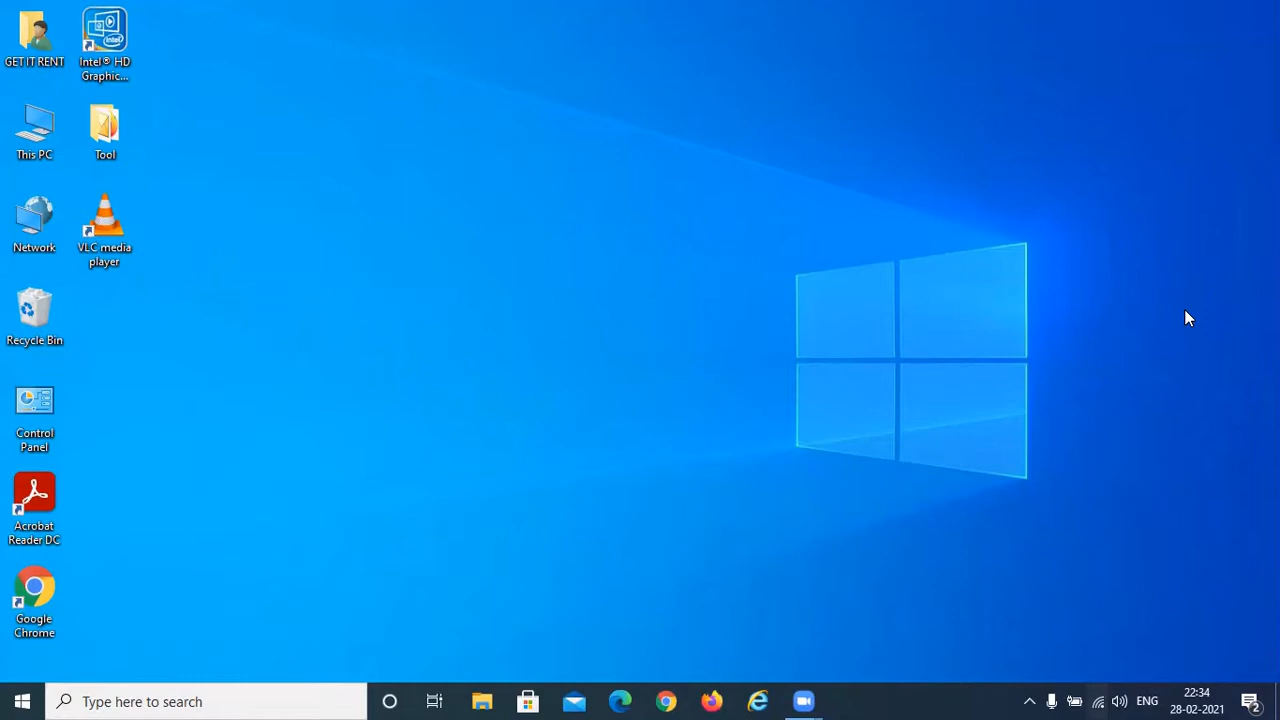 GET IT RENT
Intel® HD
Graphic...
intel
This PC
Tool
Network
VLC media
player
Recycle Bin
Control
Panel
Acrobat
Reader DC
Google
Chrome
Type here to search
ENG
22:34
28-02-2021
2